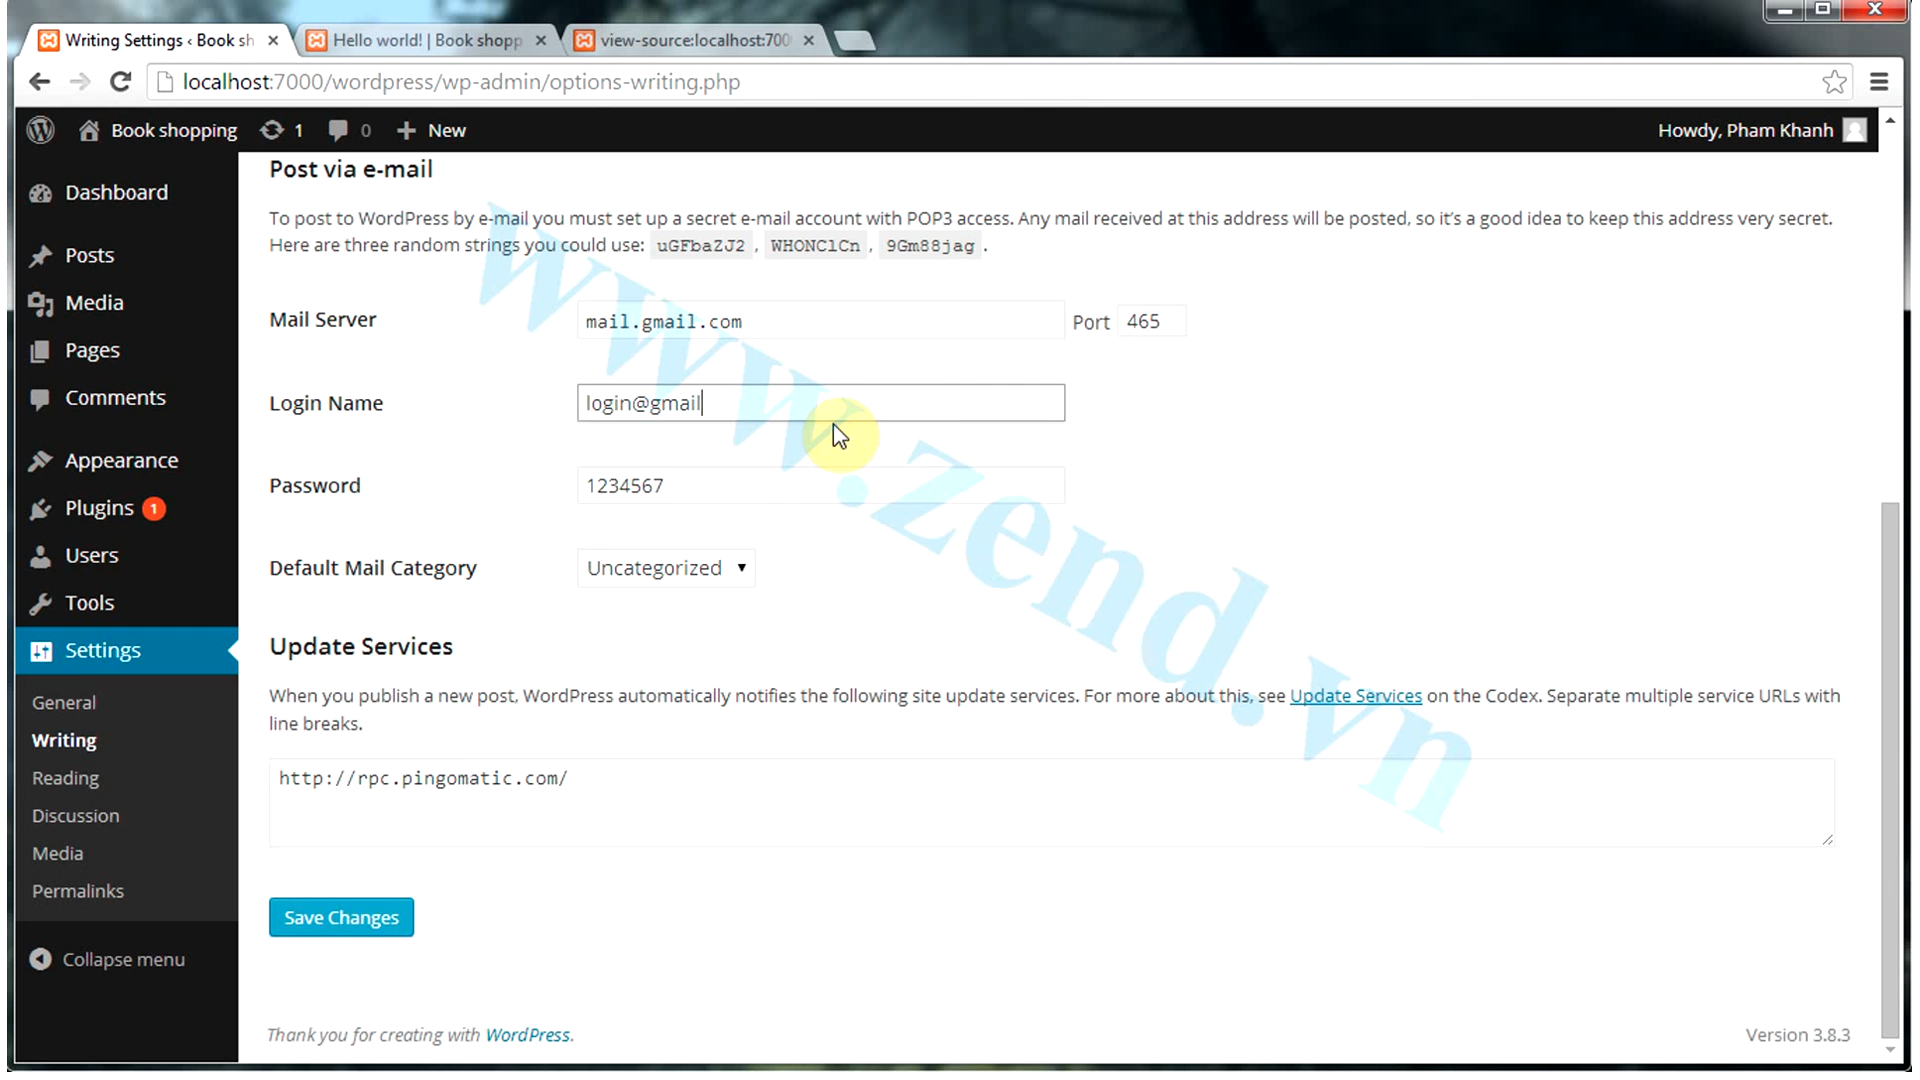 Writing Settings ‹ Book sh
Hello world! | Book shopp
view-source:localhost:700
localhost:7000/wordpress/wp-admin/options-writing.php
Book shopping 1 0 New
Howdy, Pham Khanh
Dashboard
Posts
Media
Pages
Comments
Appearance
Plugins 1
Users
Tools
Settings
General
Writing
Reading
Discussion
Media
Permalinks
Collapse menu
Post via e-mail
To post to WordPress by e-mail you must set up a secret e-mail account with POP3 access. Any mail received at this address will be posted, so it’s a good idea to keep this address very secret.
Here are three random strings you could use: uGFbaZJ2 , WHONClCn , 9Gm88jag .
Mail Server mail.gmail.com Port 465
Login Name login@gmail
Password 1234567
Default Mail Category Uncategorized
Update Services
When you publish a new post, WordPress automatically notifies the following site update services. For more about this, see Update Services on the Codex. Separate multiple service URLs with
line breaks.
http://rpc.pingomatic.com/
Save Changes
Thank you for creating with WordPress.
Version 3.8.3
www.zend.vn